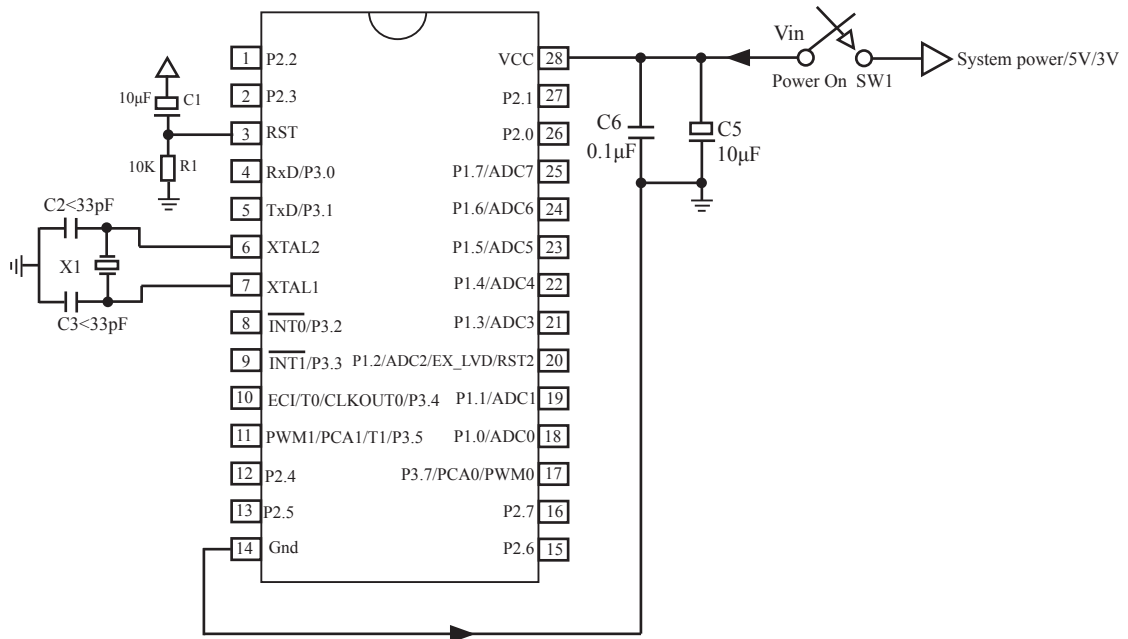 Vin
Power On SW1
System power/5V/3V
10μF
C1
10K
R1
C2<33pF
X1
C3<33pF
1 P2.2
2 P2.3
3 RST
4 RxD/P3.0
5 TxD/P3.1
6 XTAL2
7 XTAL1
8 INT0/P3.2
9 INT1/P3.3
10 ECI/T0/CLKOUT0/P3.4
11 PWM1/PCA1/T1/P3.5
12 P2.4
13 P2.5
14 Gnd
VCC 28
P2.1 27
P2.0 26
P1.7/ADC7 25
P1.6/ADC6 24
P1.5/ADC5 23
P1.4/ADC4 22
P1.3/ADC3 21
P1.2/ADC2/EX_LVD/RST2 20
P1.1/ADC1 19
P1.0/ADC0 18
P3.7/PCA0/PWM0 17
P2.7 16
P2.6 15
C6
0.1μF
C5
10μF